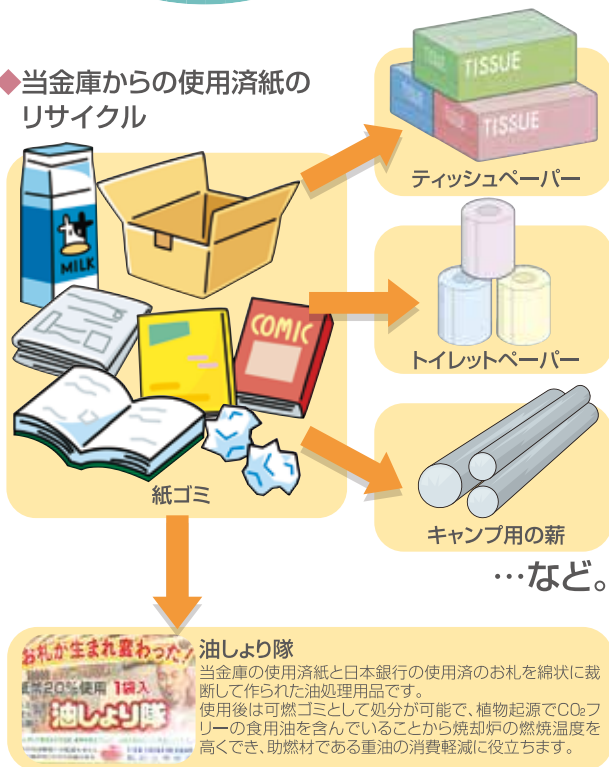 ◆当金庫からの使用済紙の
リサイクル
TISSUE
TISSUE
ティッシュペーパー
MILK
COMIC
トイレットペーパー
紙ゴミ
キャンプ用の薪
…など。
お札が生まれ変わった!
紙幣20%使用 1袋入
油しょり隊
油しょり隊
当金庫の使用済紙と日本銀行の使用済のお札を綿状に裁
断して作られた油処理用品です。
使用後は可燃ゴミとして処分が可能で、植物起源でCO₂フ
リーの食用油を含んでいることから焼却炉の燃焼温度を
高くでき、助燃材である重油の消費軽減に役立ちます。